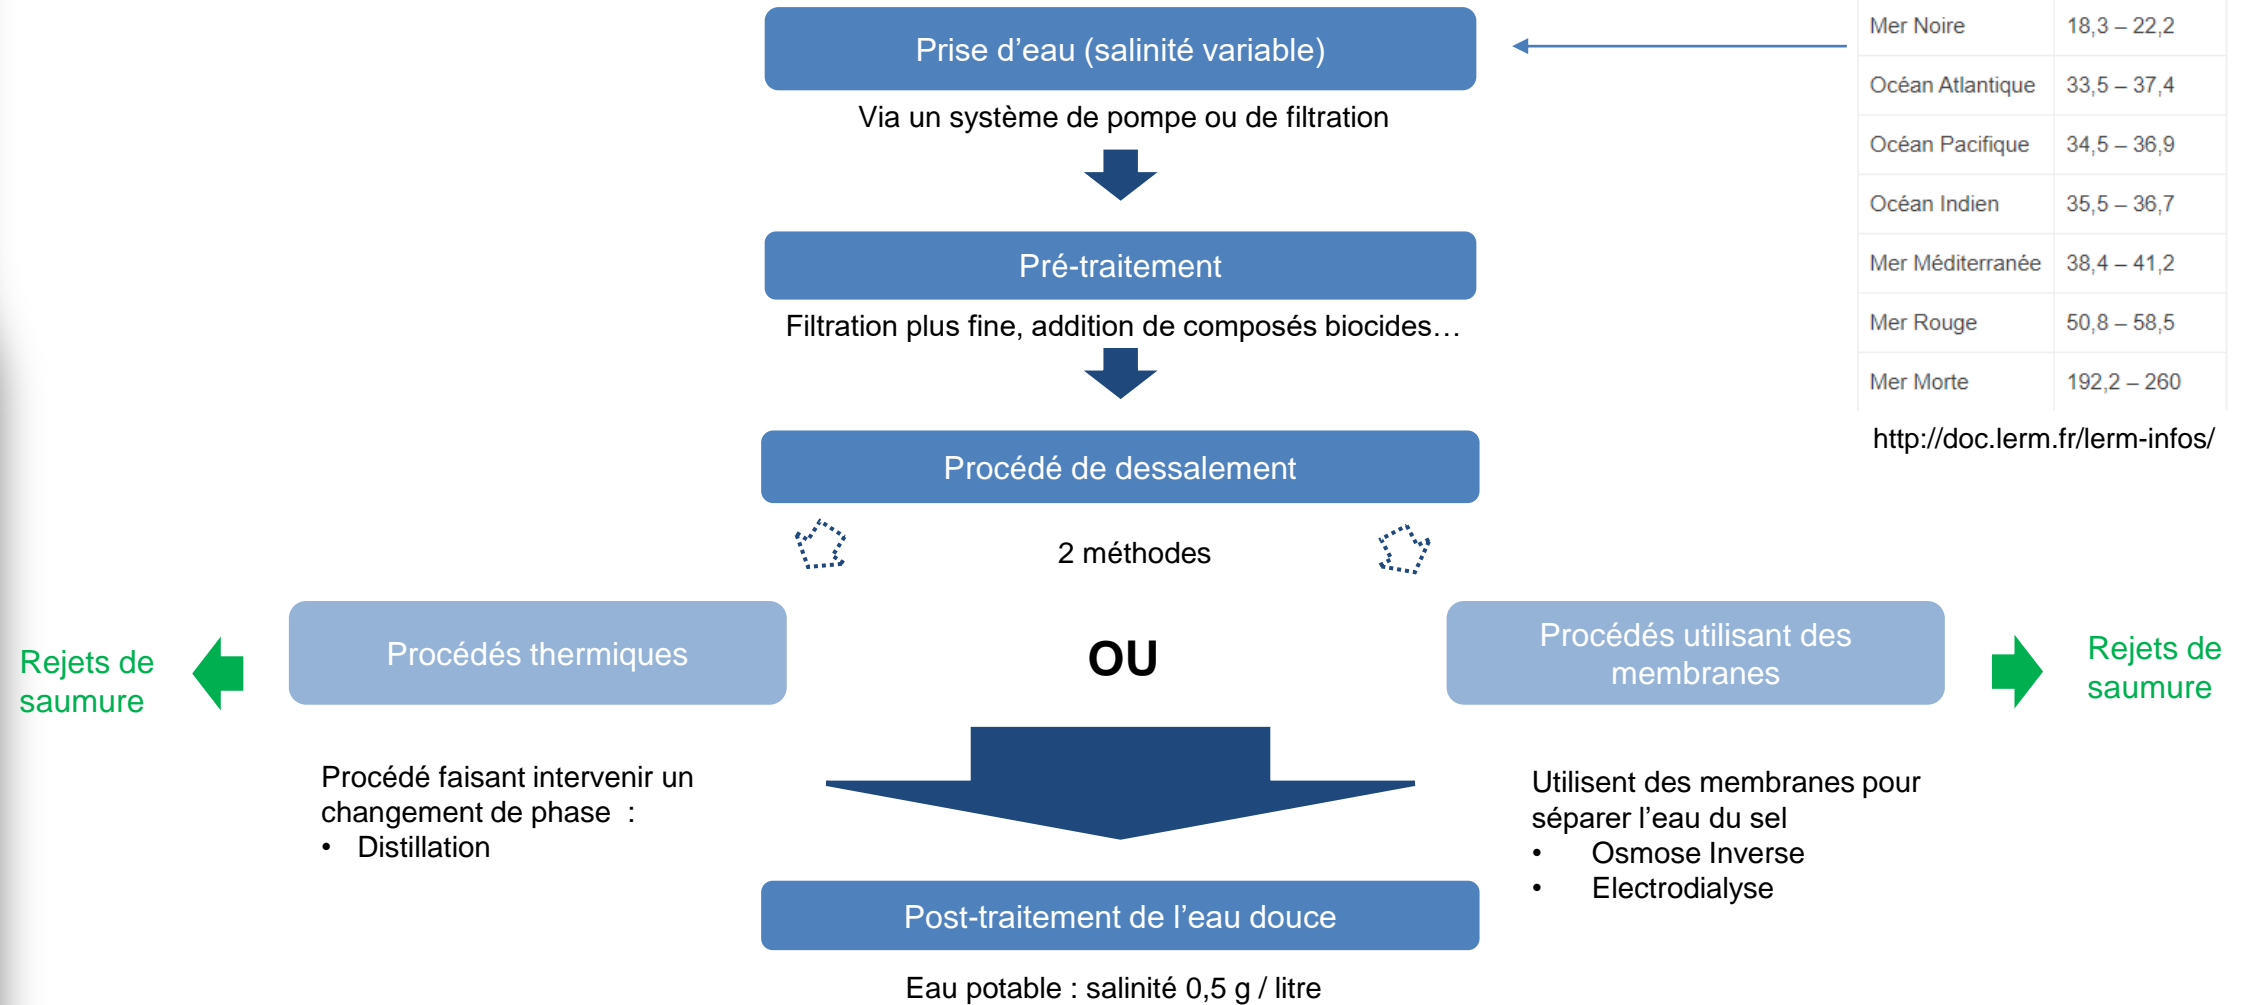 Prise d’eau (salinité variable)
Via un système de pompe ou de filtration
Mer Noire 18,3 – 22,2
Océan Atlantique 33,5 – 37,4
Océan Pacifique 34,5 – 36,9
Océan Indien 35,5 – 36,7
Mer Méditerranée 38,4 – 41,2
Mer Rouge 50,8 – 58,5
Mer Morte 192,2 – 260
http://doc.lerm.fr/lerm-infos/
Pré-traitement
Filtration plus fine, addition de composés biocides…
Procédé de dessalement
2 méthodes
Rejets de
saumure
Procédés thermiques
OU
Procédés utilisant des
membranes
Rejets de
saumure
Procédé faisant intervenir un
changement de phase :
• Distillation
Utilisent des membranes pour
séparer l’eau du sel
• Osmose Inverse
• Electrodialyse
Post-traitement de l’eau douce
Eau potable : salinité 0,5 g / litre